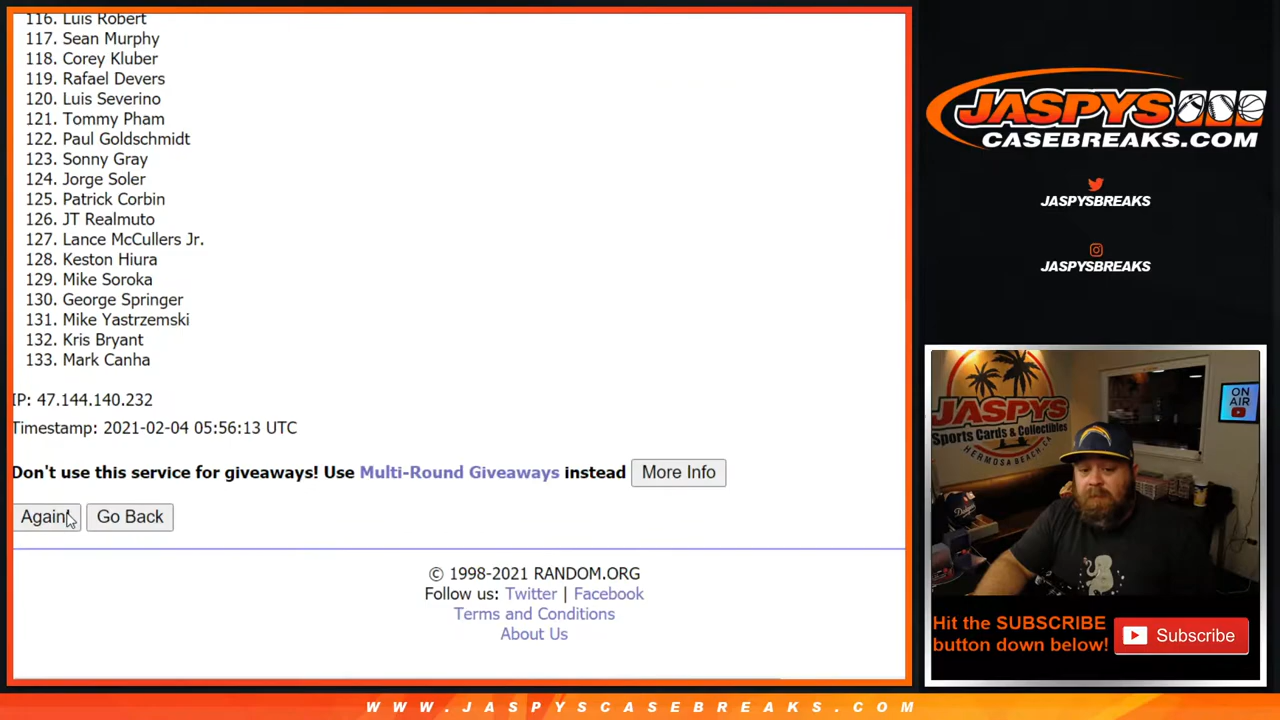 116. Luis Robert
117. Sean Murphy
118. Corey Kluber
119. Rafael Devers
120. Luis Severino
121. Tommy Pham
122. Paul Goldschmidt
123. Sonny Gray
124. Jorge Soler
125. Patrick Corbin
126. JT Realmuto
127. Lance McCullers Jr.
128. Keston Hiura
129. Mike Soroka
130. George Springer
131. Mike Yastrzemski
132. Kris Bryant
133. Mark Canha
IP: 47.144.140.232
Timestamp: 2021-02-04 05:56:13 UTC
Don't use this service for giveaways! Use Multi-Round Giveaways instead More Info
Again! Go Back
© 1998-2021 RANDOM.ORG
Follow us: Twitter | Facebook
Terms and Conditions
About Us
JASPYS
CASEBREAKS.COM
JASPYSBREAKS
JASPYSBREAKS
JASPYS
Sports Cards & Collectibles
HERMOSA BEACH, CA
ON
AIR
Hit the SUBSCRIBE
button down below!
Subscribe
WWW.JASPYSCASEBREAKS.COM